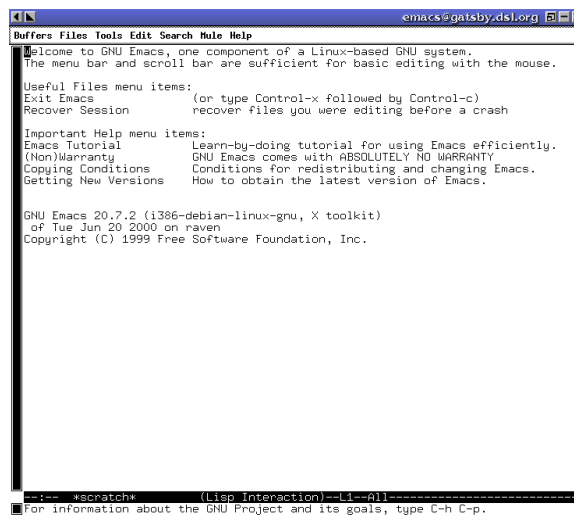 emacs@gatsby.dsl.org
Buffers Files Tools Edit Search Mule Help
Welcome to GNU Emacs, one component of a Linux-based GNU system.
The menu bar and scroll bar are sufficient for basic editing with the mouse.
Useful Files menu items:
Exit Emacs (or type Control-x followed by Control-c)
Recover Session recover files you were editing before a crash
Important Help menu items:
Emacs Tutorial Learn-by-doing tutorial for using Emacs efficiently.
(Non)Warranty GNU Emacs comes with ABSOLUTELY NO WARRANTY
Copying Conditions Conditions for redistributing and changing Emacs.
Getting New Versions How to obtain the latest version of Emacs.
GNU Emacs 20.7.2 (i386-debian-linux-gnu, X toolkit)
of Tue Jun 20 2000 on raven
Copyright (C) 1999 Free Software Foundation, Inc.
--:-- *scratch* (Lisp Interaction)--L1--All--------------------------
For information about the GNU Project and its goals, type C-h C-p.